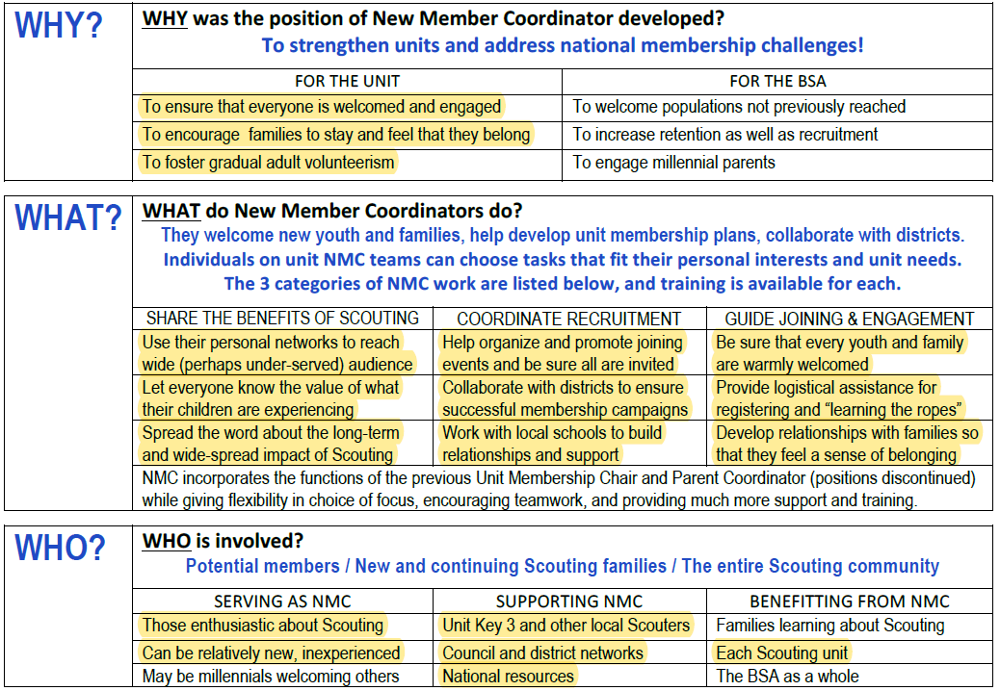 WHY?
WHY was the position of New Member Coordinator developed?
To strengthen units and address national membership challenges!
FOR THE UNIT
FOR THE BSA
To ensure that everyone is welcomed and engaged
To welcome populations not previously reached
To encourage families to stay and feel that they belong
To increase retention as well as recruitment
To foster gradual adult volunteerism
To engage millennial parents
WHAT?
WHAT do New Member Coordinators do?
They welcome new youth and families, help develop unit membership plans, collaborate with districts.
Individuals on unit NMC teams can choose tasks that fit their personal interests and unit needs.
The 3 categories of NMC work are listed below, and training is available for each.
SHARE THE BENEFITS OF SCOUTING
COORDINATE RECRUITMENT
GUIDE JOINING & ENGAGEMENT
Use their personal networks to reach
wide (perhaps under-served) audience
Help organize and promote joining
events and be sure all are invited
Be sure that every youth and family
are warmly welcomed
Let everyone know the value of what
their children are experiencing
Collaborate with districts to ensure
successful membership campaigns
Provide logistical assistance for
registering and “learning the ropes”
Spread the word about the long-term
and wide-spread impact of Scouting
Work with local schools to build
relationships and support
Develop relationships with families so
that they feel a sense of belonging
NMC incorporates the functions of the previous Unit Membership Chair and Parent Coordinator (positions discontinued)
while giving flexibility in choice of focus, encouraging teamwork, and providing much more support and training.
WHO?
WHO is involved?
Potential members / New and continuing Scouting families / The entire Scouting community
SERVING AS NMC
SUPPORTING NMC
BENEFITTING FROM NMC
Those enthusiastic about Scouting
Unit Key 3 and other local Scouters
Families learning about Scouting
Can be relatively new, inexperienced
Council and district networks
Each Scouting unit
May be millennials welcoming others
National resources
The BSA as a whole